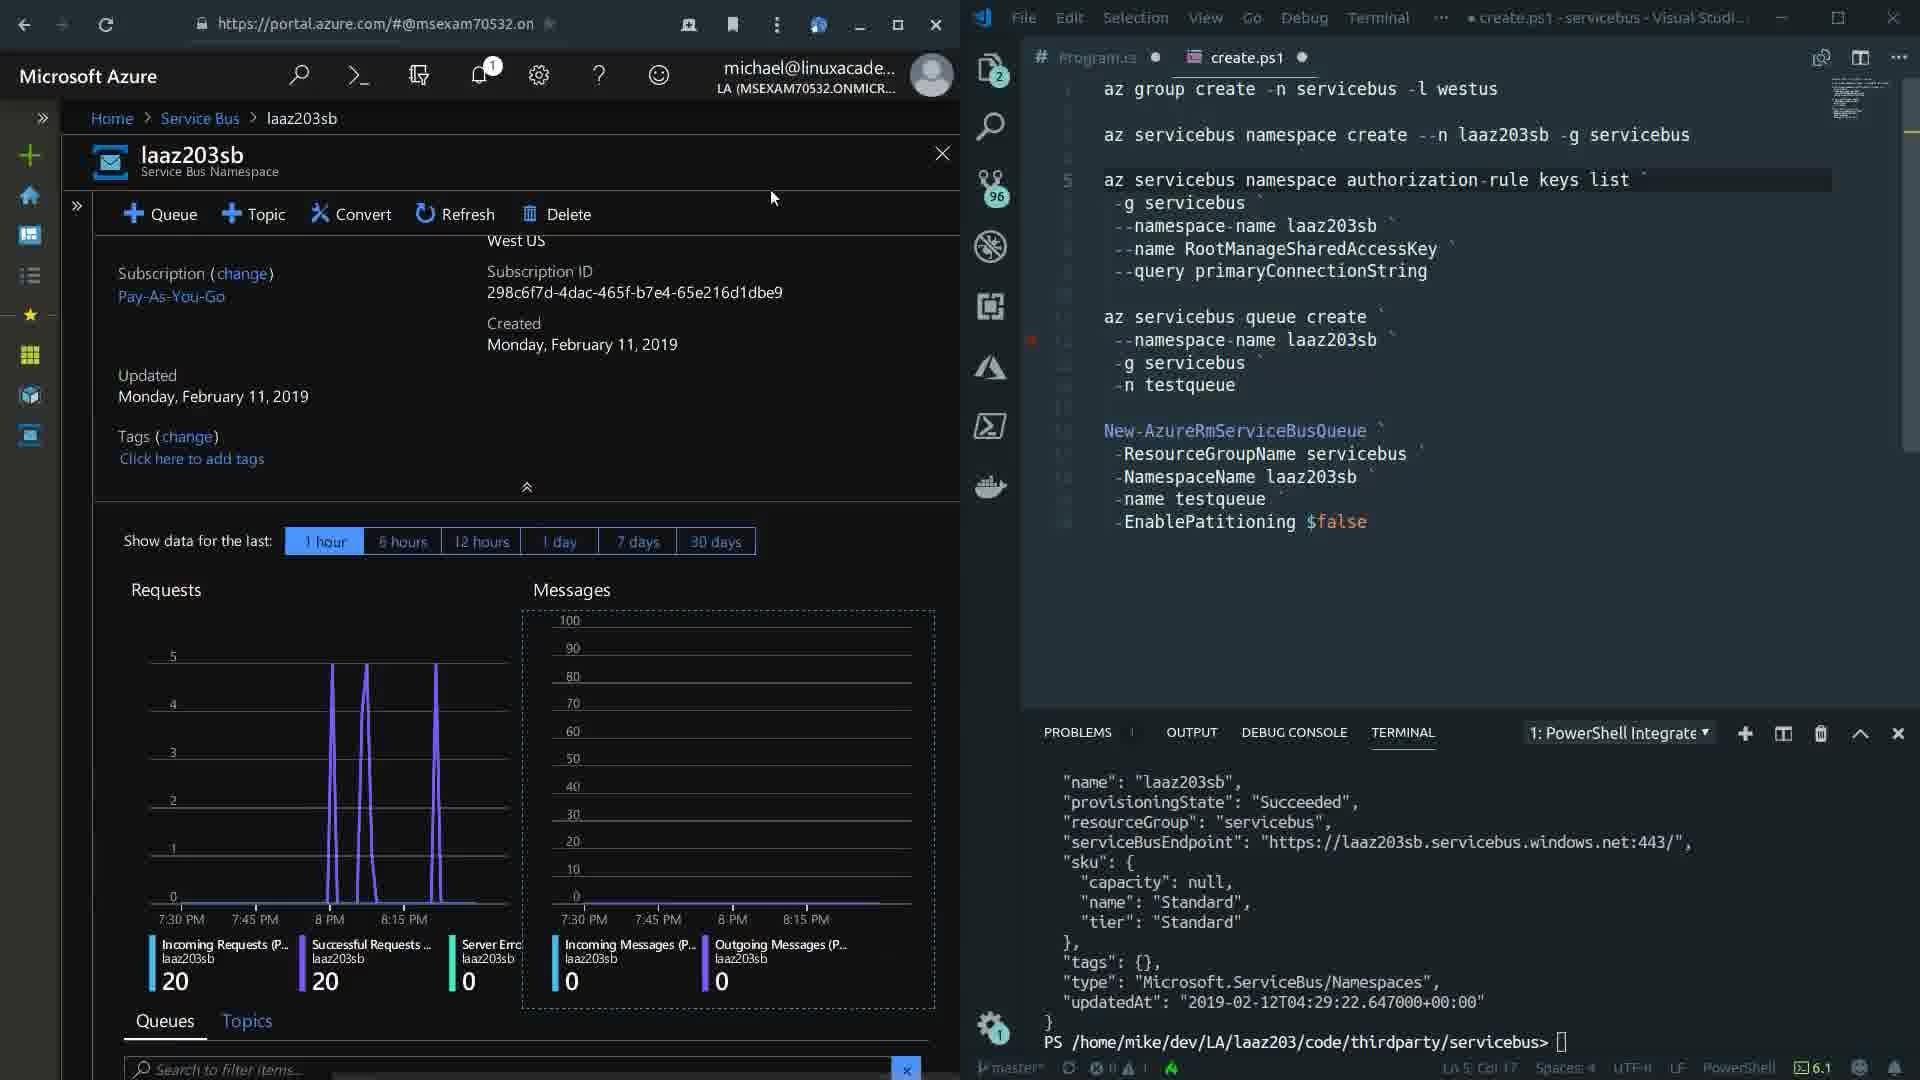 https://portal.azure.com/#@msexam70532.on
Microsoft Azure
1
michael@linuxacade...
LA (MSEXAM70532.ONMICR...
Home > Service Bus > laaz203sb
laaz203sb
Service Bus Namespace
Queue
Topic
Convert
Refresh
Delete
West US
Subscription (change)
Pay-As-You-Go
Subscription ID
298c6f7d-4dac-465f-b7e4-65e216d1dbe9
Created
Monday, February 11, 2019
Updated
Monday, February 11, 2019
Tags (change)
Click here to add tags
Show data for the last:
1 hour
6 hours
12 hours
1 day
7 days
30 days
Requests
5
4
3
2
1
0
7:30 PM
7:45 PM
8 PM
8:15 PM
Incoming Requests (P...
laaz203sb
20
Successful Requests ...
laaz203sb
20
Server Erro
laaz203sb
0
Messages
100
90
80
70
60
50
40
30
20
10
0
7:30 PM
7:45 PM
8 PM
8:15 PM
Incoming Messages (P...
laaz203sb
0
Outgoing Messages (P...
laaz203sb
0
Queues
Topics
Search to filter items...
File Edit Selection View Go Debug Terminal ... ● create.ps1 - servicebus - Visual Studi...
2
96
1
# Program.cs ●
create.ps1 ●
az group create -n servicebus -l westus
az servicebus namespace create --n laaz203sb -g servicebus
5
az servicebus namespace authorization-rule keys list `
-g servicebus `
--namespace-name laaz203sb `
--name RootManageSharedAccessKey `
--query primaryConnectionString
az servicebus queue create `
--namespace-name laaz203sb `
-g servicebus `
-n testqueue
New-AzureRmServiceBusQueue `
-ResourceGroupName servicebus `
-NamespaceName laaz203sb `
-name testqueue `
-EnablePatitioning $false
PROBLEMS
OUTPUT
DEBUG CONSOLE
TERMINAL
1: PowerShell Integrate
"name": "laaz203sb",
"provisioningState": "Succeeded",
"resourceGroup": "servicebus",
"serviceBusEndpoint": "https://laaz203sb.servicebus.windows.net:443/",
"sku": {
"capacity": null,
"name": "Standard",
"tier": "Standard"
},
"tags": {},
"type": "Microsoft.ServiceBus/Namespaces",
"updatedAt": "2019-02-12T04:29:22.647000+00:00"
}
PS /home/mike/dev/LA/laaz203/code/thirdparty/servicebus>
master*
0
1
Ln 5, Col 17
Spaces: 4
UTF-8
LF
PowerShell
6.1